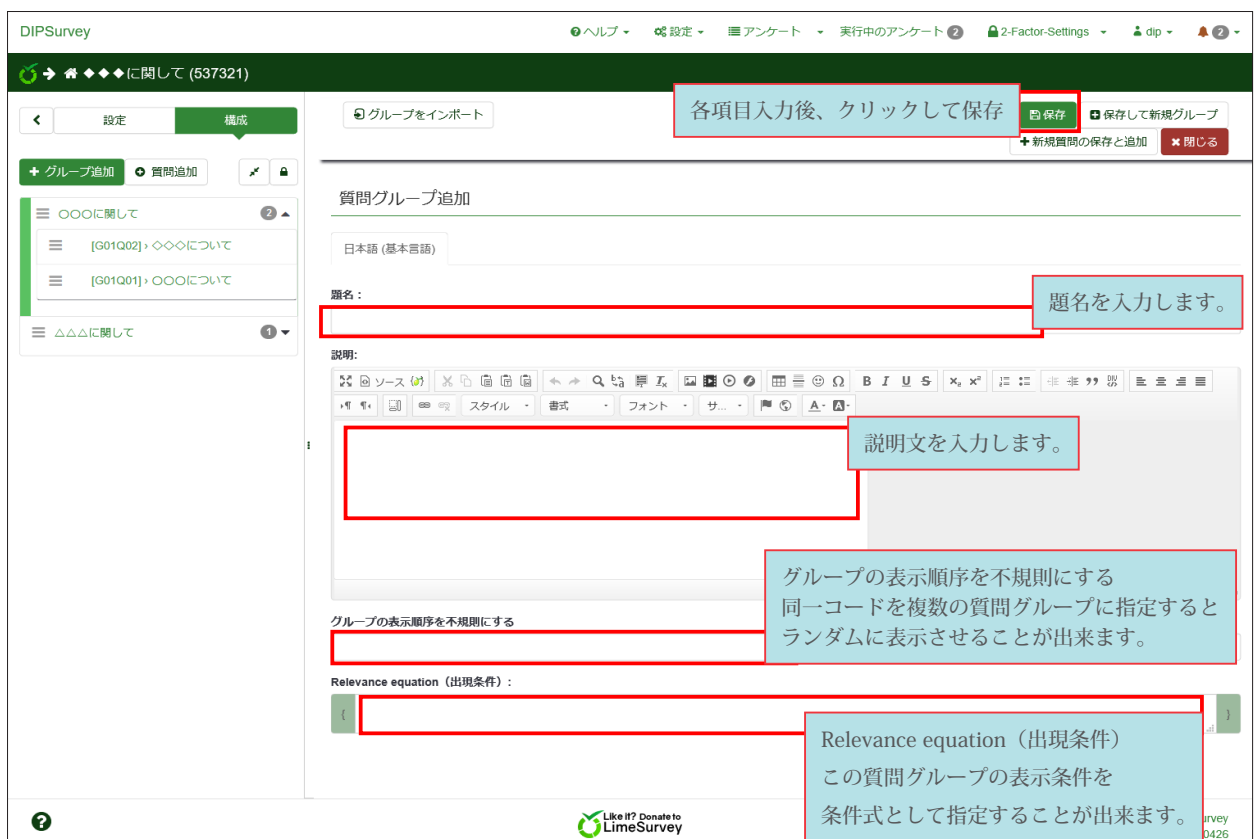 DIPSurvey
ヘルプ
設定
アンケート
実行中のアンケート 2
2-Factor-Settings
dip
2
◆◆◆に関して (537321)
設定
構成
グループをインポート
各項目入力後、クリックして保存
保存
保存して新規グループ
新規質問の保存と追加
閉じる
グループ追加
質問追加
〇〇〇に関して 2
[G01Q02] › ◇◇◇について
[G01Q01] › 〇〇〇について
△△△に関して 1
質問グループ追加
日本語 (基本言語)
題名：
題名を入力します。
説明:
ソース
B I U S x₂ x²
スタイル
書式
フォント
サ...
A A
説明文を入力します。
グループの表示順序を不規則にする
グループの表示順序を不規則にする
同一コードを複数の質問グループに指定すると
ランダムに表示させることが出来ます。
Relevance equation（出現条件）:
{
}
Relevance equation（出現条件）
この質問グループの表示条件を
条件式として指定することが出来ます。
Like it? Donate to
LimeSurvey
urvey
0426